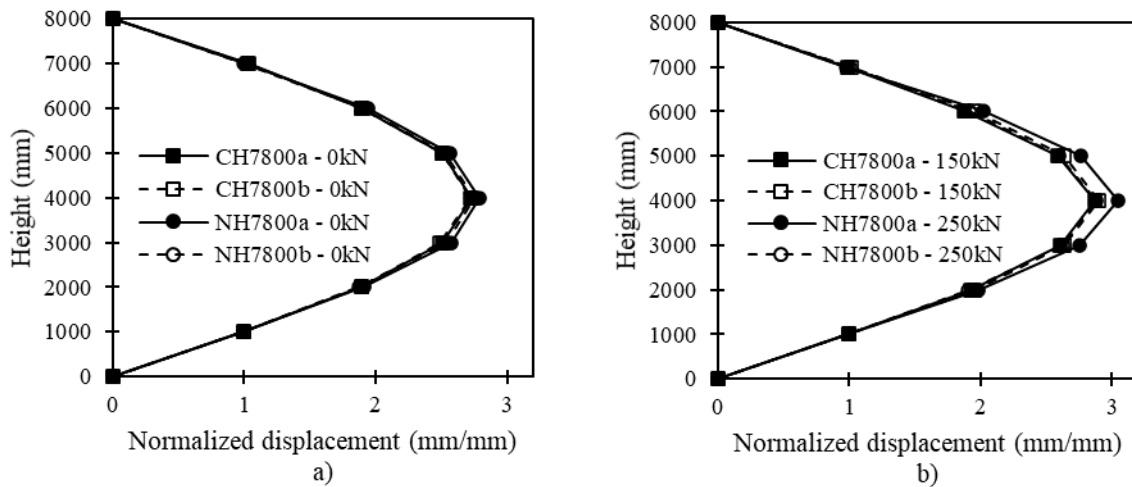 8000
7000
6000
5000
4000
3000
2000
1000
0
Height (mm)
CH7800a - 0kN
CH7800b - 0kN
NH7800a - 0kN
NH7800b - 0kN
0 1 2 3
Normalized displacement (mm/mm)
a)
8000
7000
6000
5000
4000
3000
2000
1000
0
Height (mm)
CH7800a - 150kN
CH7800b - 150kN
NH7800a - 250kN
NH7800b - 250kN
0 1 2 3
Normalized displacement (mm/mm)
b)